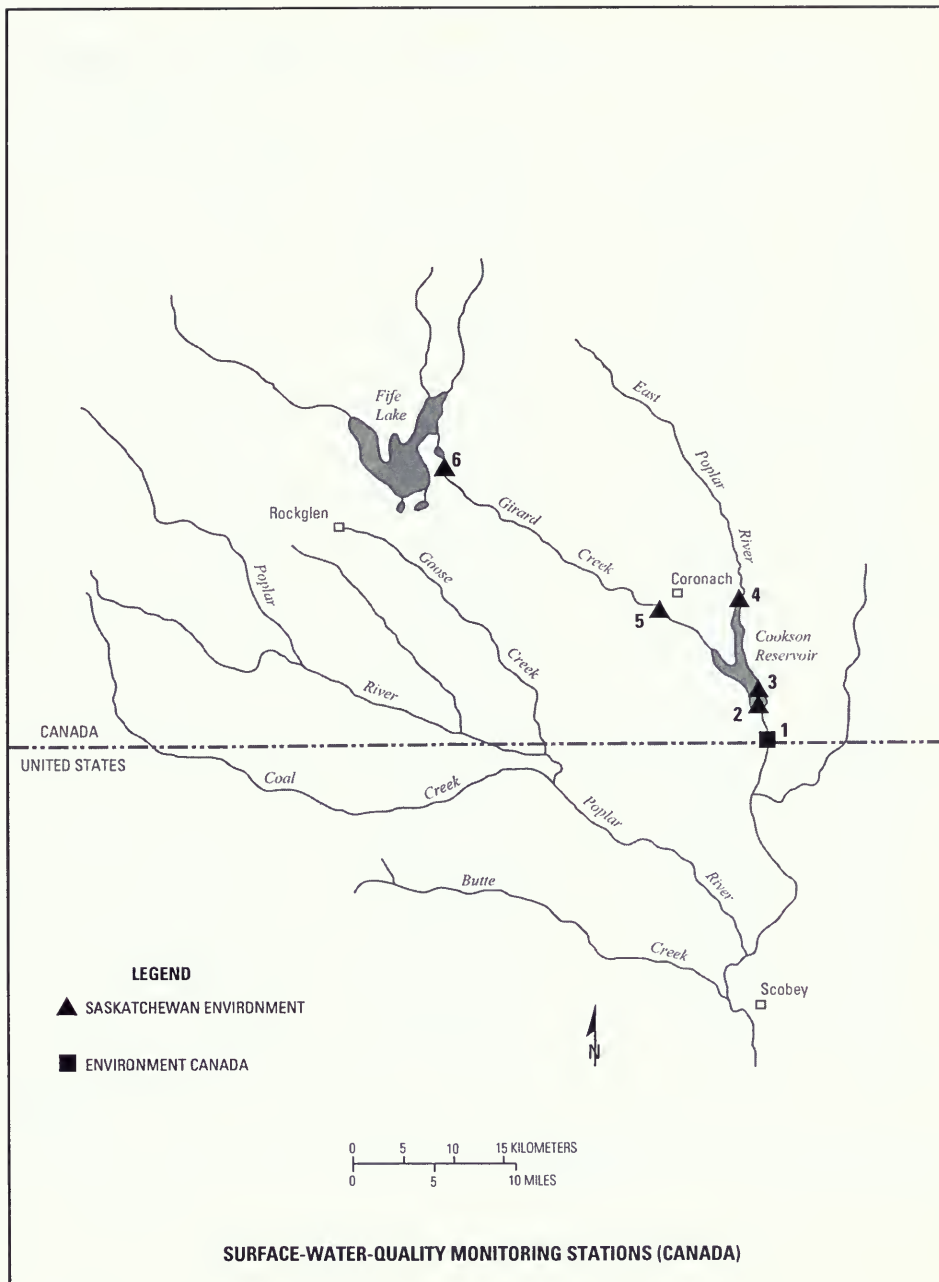 Fife
Lake
6
East
Poplar
River
Rockglen
Girard
Creek
Goose
Creek
Coronach
4
5
Poplar
River
Cookson
Reservoir
3
2
1
CANADA
UNITED STATES
Coal
Creek
Poplar
River
Butte
Creek
Scobey
LEGEND
SASKATCHEWAN ENVIRONMENT
ENVIRONMENT CANADA
N
0 5 10 15 KILOMETERS
0 5 10 MILES
SURFACE-WATER-QUALITY MONITORING STATIONS (CANADA)